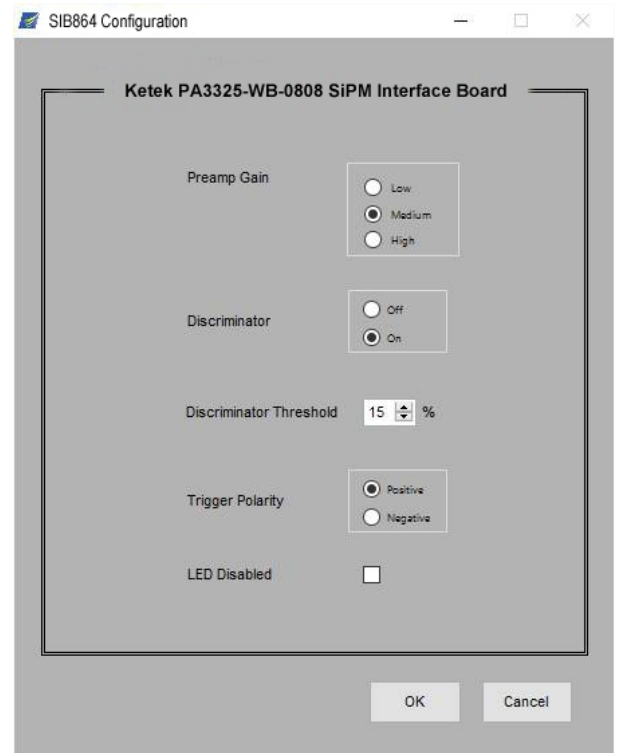 SIB864 Configuration
Ketek PA3325-WB-0808 SiPM Interface Board
Preamp Gain
Low
Medium
High
Discriminator
Off
On
Discriminator Threshold 15 %
Trigger Polarity
Positive
Negative
LED Disabled
OK Cancel